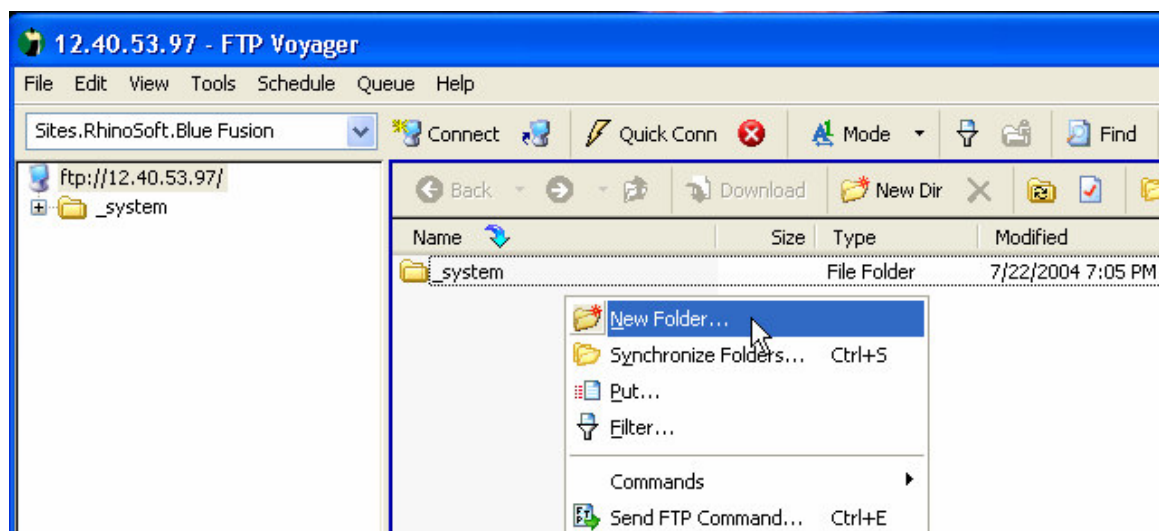 12.40.53.97 - FTP Voyager
File Edit View Tools Schedule Queue Help
Sites.RhinoSoft.Blue Fusion Connect Quick Conn Mode Find
ftp://12.40.53.97/
_system
Back Download New Dir
Name Size Type Modified
_system File Folder 7/22/2004 7:05 PM
New Folder...
Synchronize Folders... Ctrl+S
Put...
Filter...
Commands
Send FTP Command... Ctrl+E